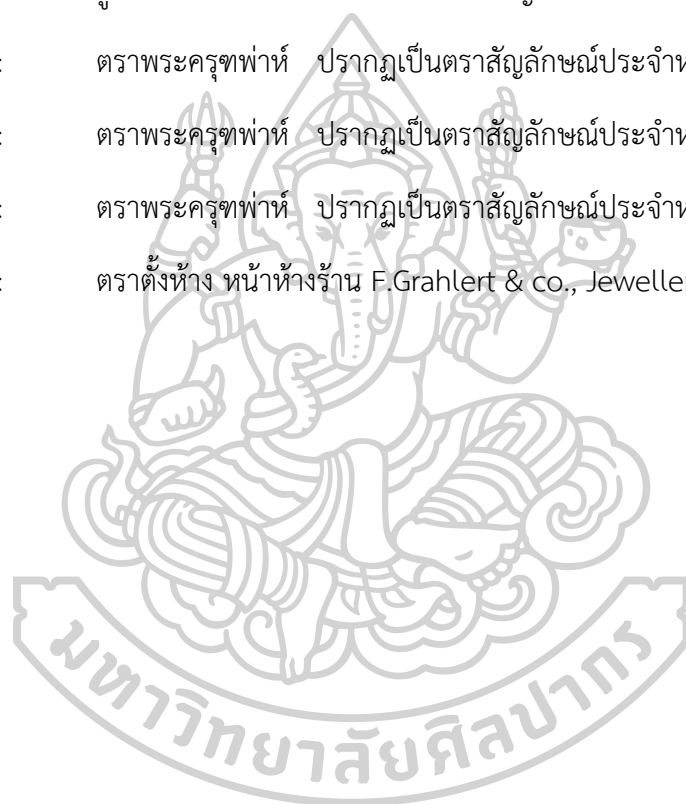 : ตราพระครุฑพ่าห์ ปรากฏเป็นตราสัญลักษณ์ประจำ
: ตราพระครุฑพ่าห์ ปรากฏเป็นตราสัญลักษณ์ประจำ
: ตราพระครุฑพ่าห์ ปรากฏเป็นตราสัญลักษณ์ประจำ
: ตราตั้งห้าง หน้าห้างร้าน F.Grahlert & co.,
มหาวิทยาลัยศิลปากร